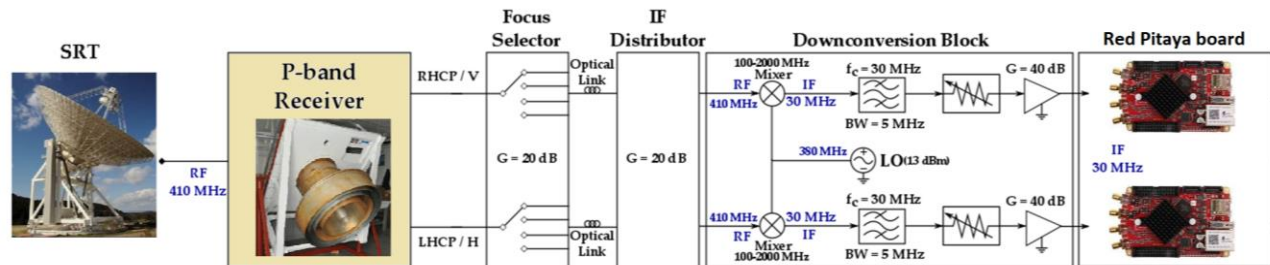 SRT
RF
410 MHz
P-band
Receiver
RHCP / V
LHCP / H
Focus
Selector
G = 20 dB
Optical
Link
Optical
Link
IF
Distributor
G = 20 dB
Downconversion Block
100-2000 MHz
Mixer
RF
410 MHz
IF
30 MHz
fc = 30 MHz
BW = 5 MHz
G = 40 dB
380 MHz
LO (13 dBm)
410 MHz
RF
30 MHz
IF
Mixer
100-2000 MHz
fc = 30 MHz
BW = 5 MHz
G = 40 dB
Red Pitaya board
IF
30 MHz